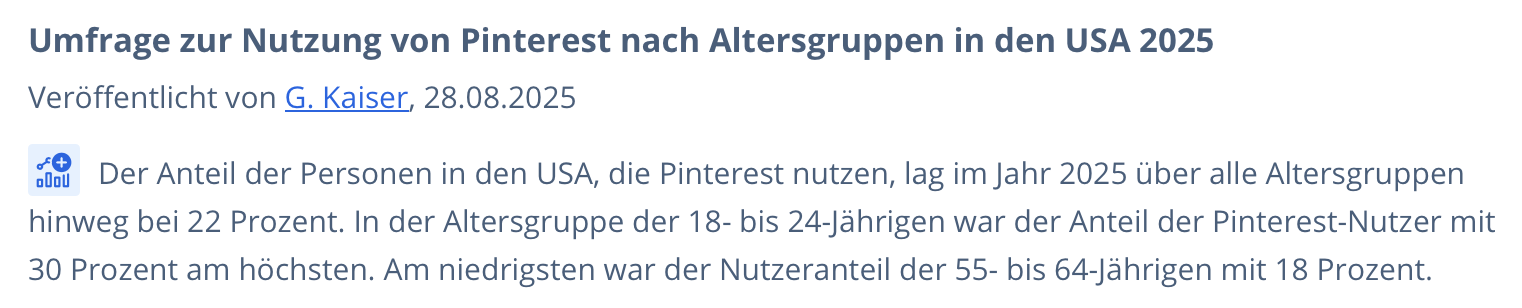 Umfrage zur Nutzung von Pinterest nach Altersgruppen in den USA 2025
Veröffentlicht von G. Kaiser, 28.08.2025
Der Anteil der Personen in den USA, die Pinterest nutzen, lag im Jahr 2025 über alle Altersgruppen
hinweg bei 22 Prozent. In der Altersgruppe der 18- bis 24-Jährigen war der Anteil der Pinterest-Nutzer mit
30 Prozent am höchsten. Am niedrigsten war der Nutzeranteil der 55- bis 64-Jährigen mit 18 Prozent.